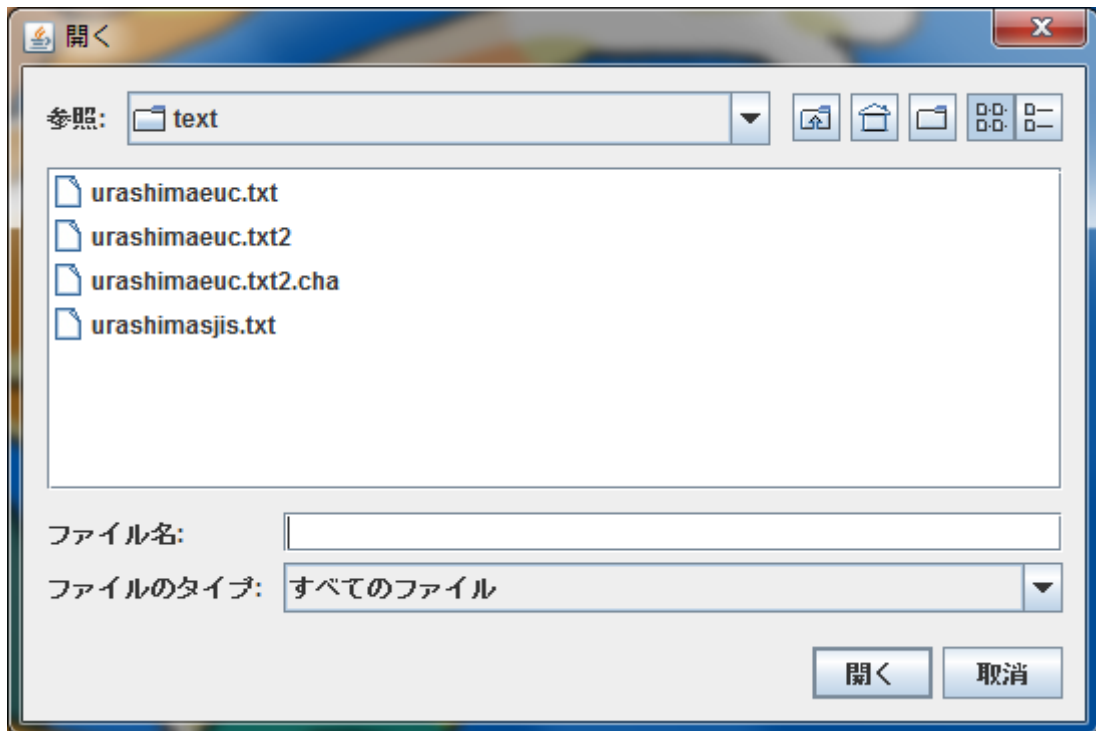 開く
参照: text
urashimaeuc.txt
urashimaeuc.txt2
urashimaeuc.txt2.cha
urashimasjis.txt
ファイル名:
ファイルのタイプ: すべてのファイル
開く 取消